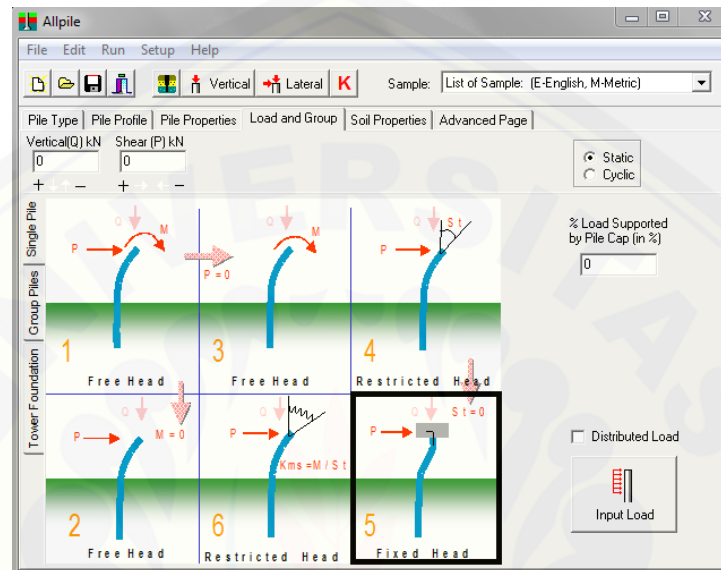 Allpile
File Edit Run Setup Help
Vertical Lateral K Sample: List of Sample: (E-English, M-Metric)
Pile Type Pile Profile Pile Properties Load and Group Soil Properties Advanced Page
Vertical(Q) kN Shear (P) kN
0 0
+ - + -
Static
Cyclic
Single Pile
Group Piles
Tower Foundation
% Load Supported
by Pile Cap (in %)
0
Q M P
1
Free Head
P = 0
Q M
3
Free Head
Q St P
4
Restricted Head
Q M = 0 P
2
Free Head
Q P
Kms = M / St
6
Restricted Head
Q St = 0 P
5
Fixed Head
Distributed Load
Input Load
UNIVERSITAS